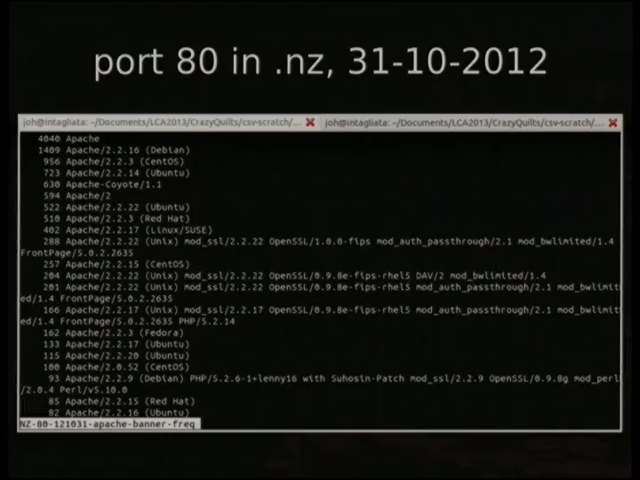 port 80 in .nz, 31-10-2012
joh@intagliata: ~/Documents/LCA2013/CrazyQuilts/csv-scratch/... joh@intagliata: ~/Documents/LCA2013/CrazyQuilts/csv-scratch/...
4040 Apache
1409 Apache/2.2.16 (Debian)
956 Apache/2.2.3 (CentOS)
723 Apache/2.2.14 (Ubuntu)
630 Apache-Coyote/1.1
594 Apache/2
522 Apache/2.2.22 (Ubuntu)
510 Apache/2.2.3 (Red Hat)
402 Apache/2.2.17 (Linux/SUSE)
288 Apache/2.2.22 (Unix) mod_ssl/2.2.22 OpenSSL/1.0.0-fips mod_auth_passthrough/2.1 mod_bwlimited/1.4
FrontPage/5.0.2.2635
257 Apache/2.2.15 (CentOS)
204 Apache/2.2.22 (Unix) mod_ssl/2.2.22 OpenSSL/0.9.8e-fips-rhel5 DAV/2 mod_bwlimited/1.4
201 Apache/2.2.22 (Unix) mod_ssl/2.2.22 OpenSSL/0.9.8e-fips-rhel5 mod_auth_passthrough/2.1 mod_bwlimit
ed/1.4 FrontPage/5.0.2.2635
166 Apache/2.2.17 (Unix) mod_ssl/2.2.17 OpenSSL/0.9.8e-fips-rhel5 mod_auth_passthrough/2.1 mod_bwlimit
ed/1.4 FrontPage/5.0.2.2635 PHP/5.2.14
162 Apache/2.2.3 (Fedora)
133 Apache/2.2.17 (Ubuntu)
115 Apache/2.2.20 (Ubuntu)
100 Apache/2.0.52 (CentOS)
93 Apache/2.2.9 (Debian) PHP/5.2.6-1+lenny16 with Suhosin-Patch mod_ssl/2.2.9 OpenSSL/0.9.8g mod_perl
/2.0.4 Perl/v5.10.0
85 Apache/2.2.15 (Red Hat)
82 Apache/2.2.16 (Ubuntu)
NZ-80-121031-apache-banner-freq